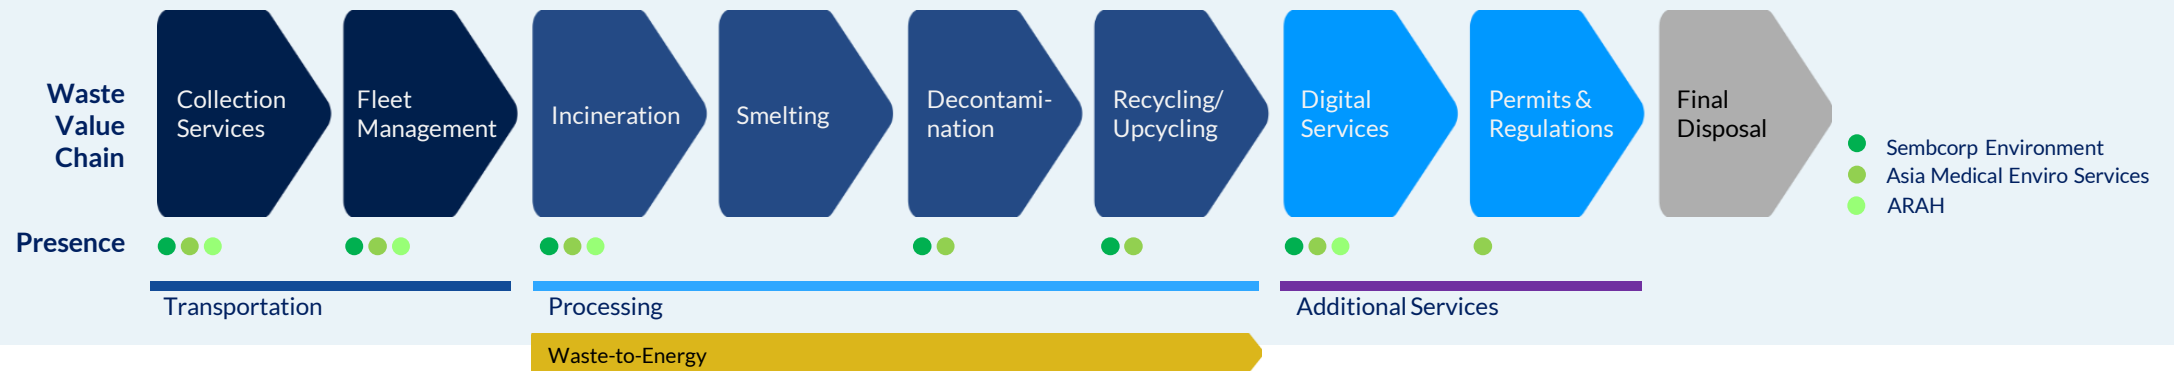 Waste
Value
Chain
Collection
Services
Fleet
Management
Incineration
Smelting
Decontami-
nation
Recycling/
Upcycling
Digital
Services
Permits &
Regulations
Final
Disposal
Sembcorp Environment
Asia Medical Enviro Services
ARAH
Presence
Transportation
Processing
Additional Services
Waste-to-Energy